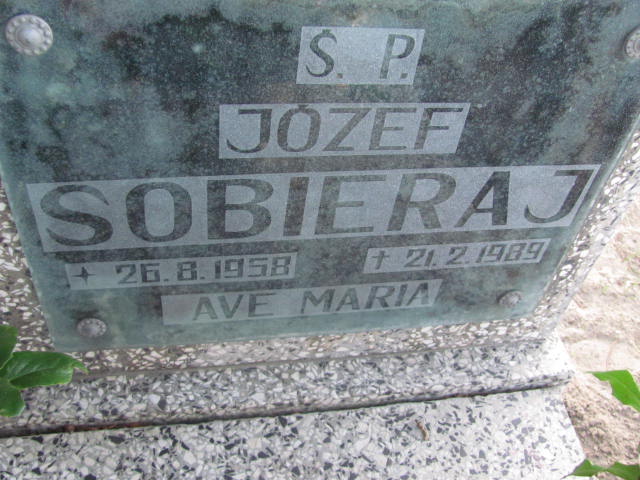 Ś. P.
JÓZEF
SOBIERAJ
26.8.1958 † 21.2.1989
AVE MARIA